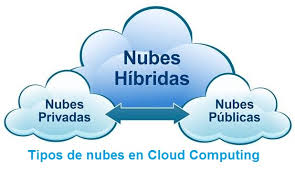 Nubes
Híbridas
Nubes
Privadas
Nubes
Públicas
Tipos de nubes en Cloud Computing